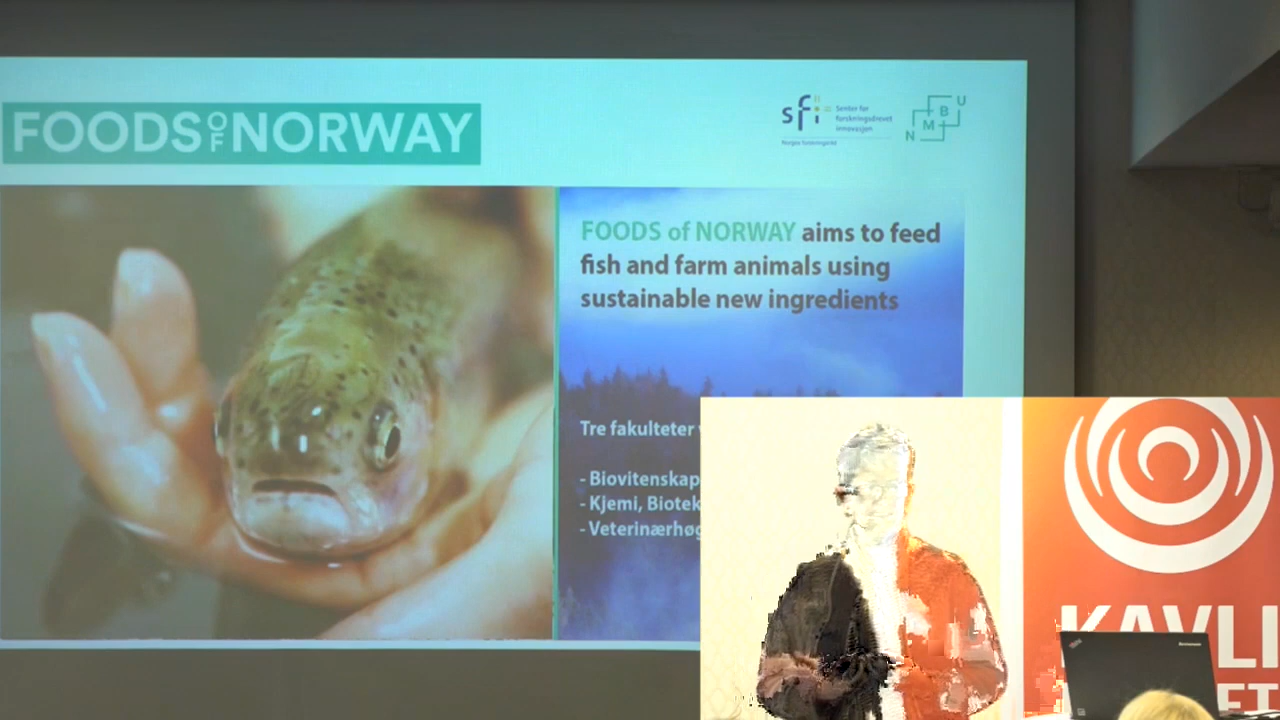 FOODS OF NORWAY
sfi
Senter for
forskningsdrevet
innovasjon
Norges forskningsråd
N M B U
FOODS of NORWAY aims to feed
fish and farm animals using
sustainable new ingredients
Tre fakulteter
- Biovitenskap
- Kjemi, Biotek
- Veterinærhøg
KAVLI
ET